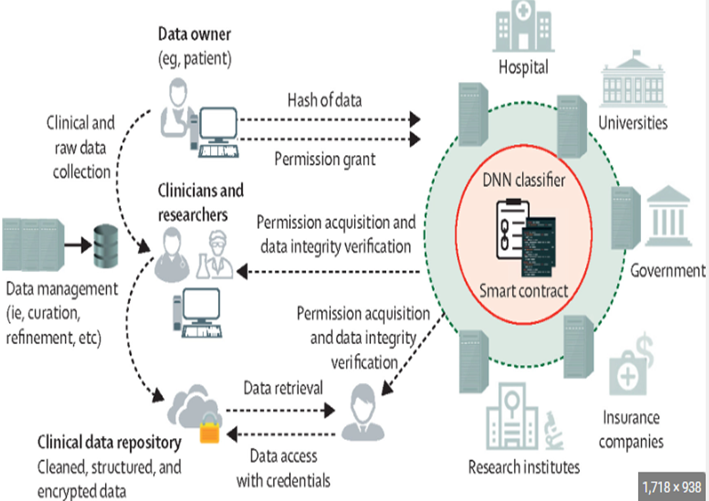 Data owner
(eg, patient)
Hospital
Hash of data
Universities
Clinical and
raw data
collection
Permission grant
DNN classifier
Clinicians and
researchers
Permission acquisition and
data integrity verification
Government
Smart contract
Data management
(ie, curation,
refinement, etc)
Permission acquisition
and data integrity
verification
Data retrieval
Insurance
companies
Clinical data repository
Cleaned, structured, and
encrypted data
Data access
with credentials
Research institutes
1,718 × 938